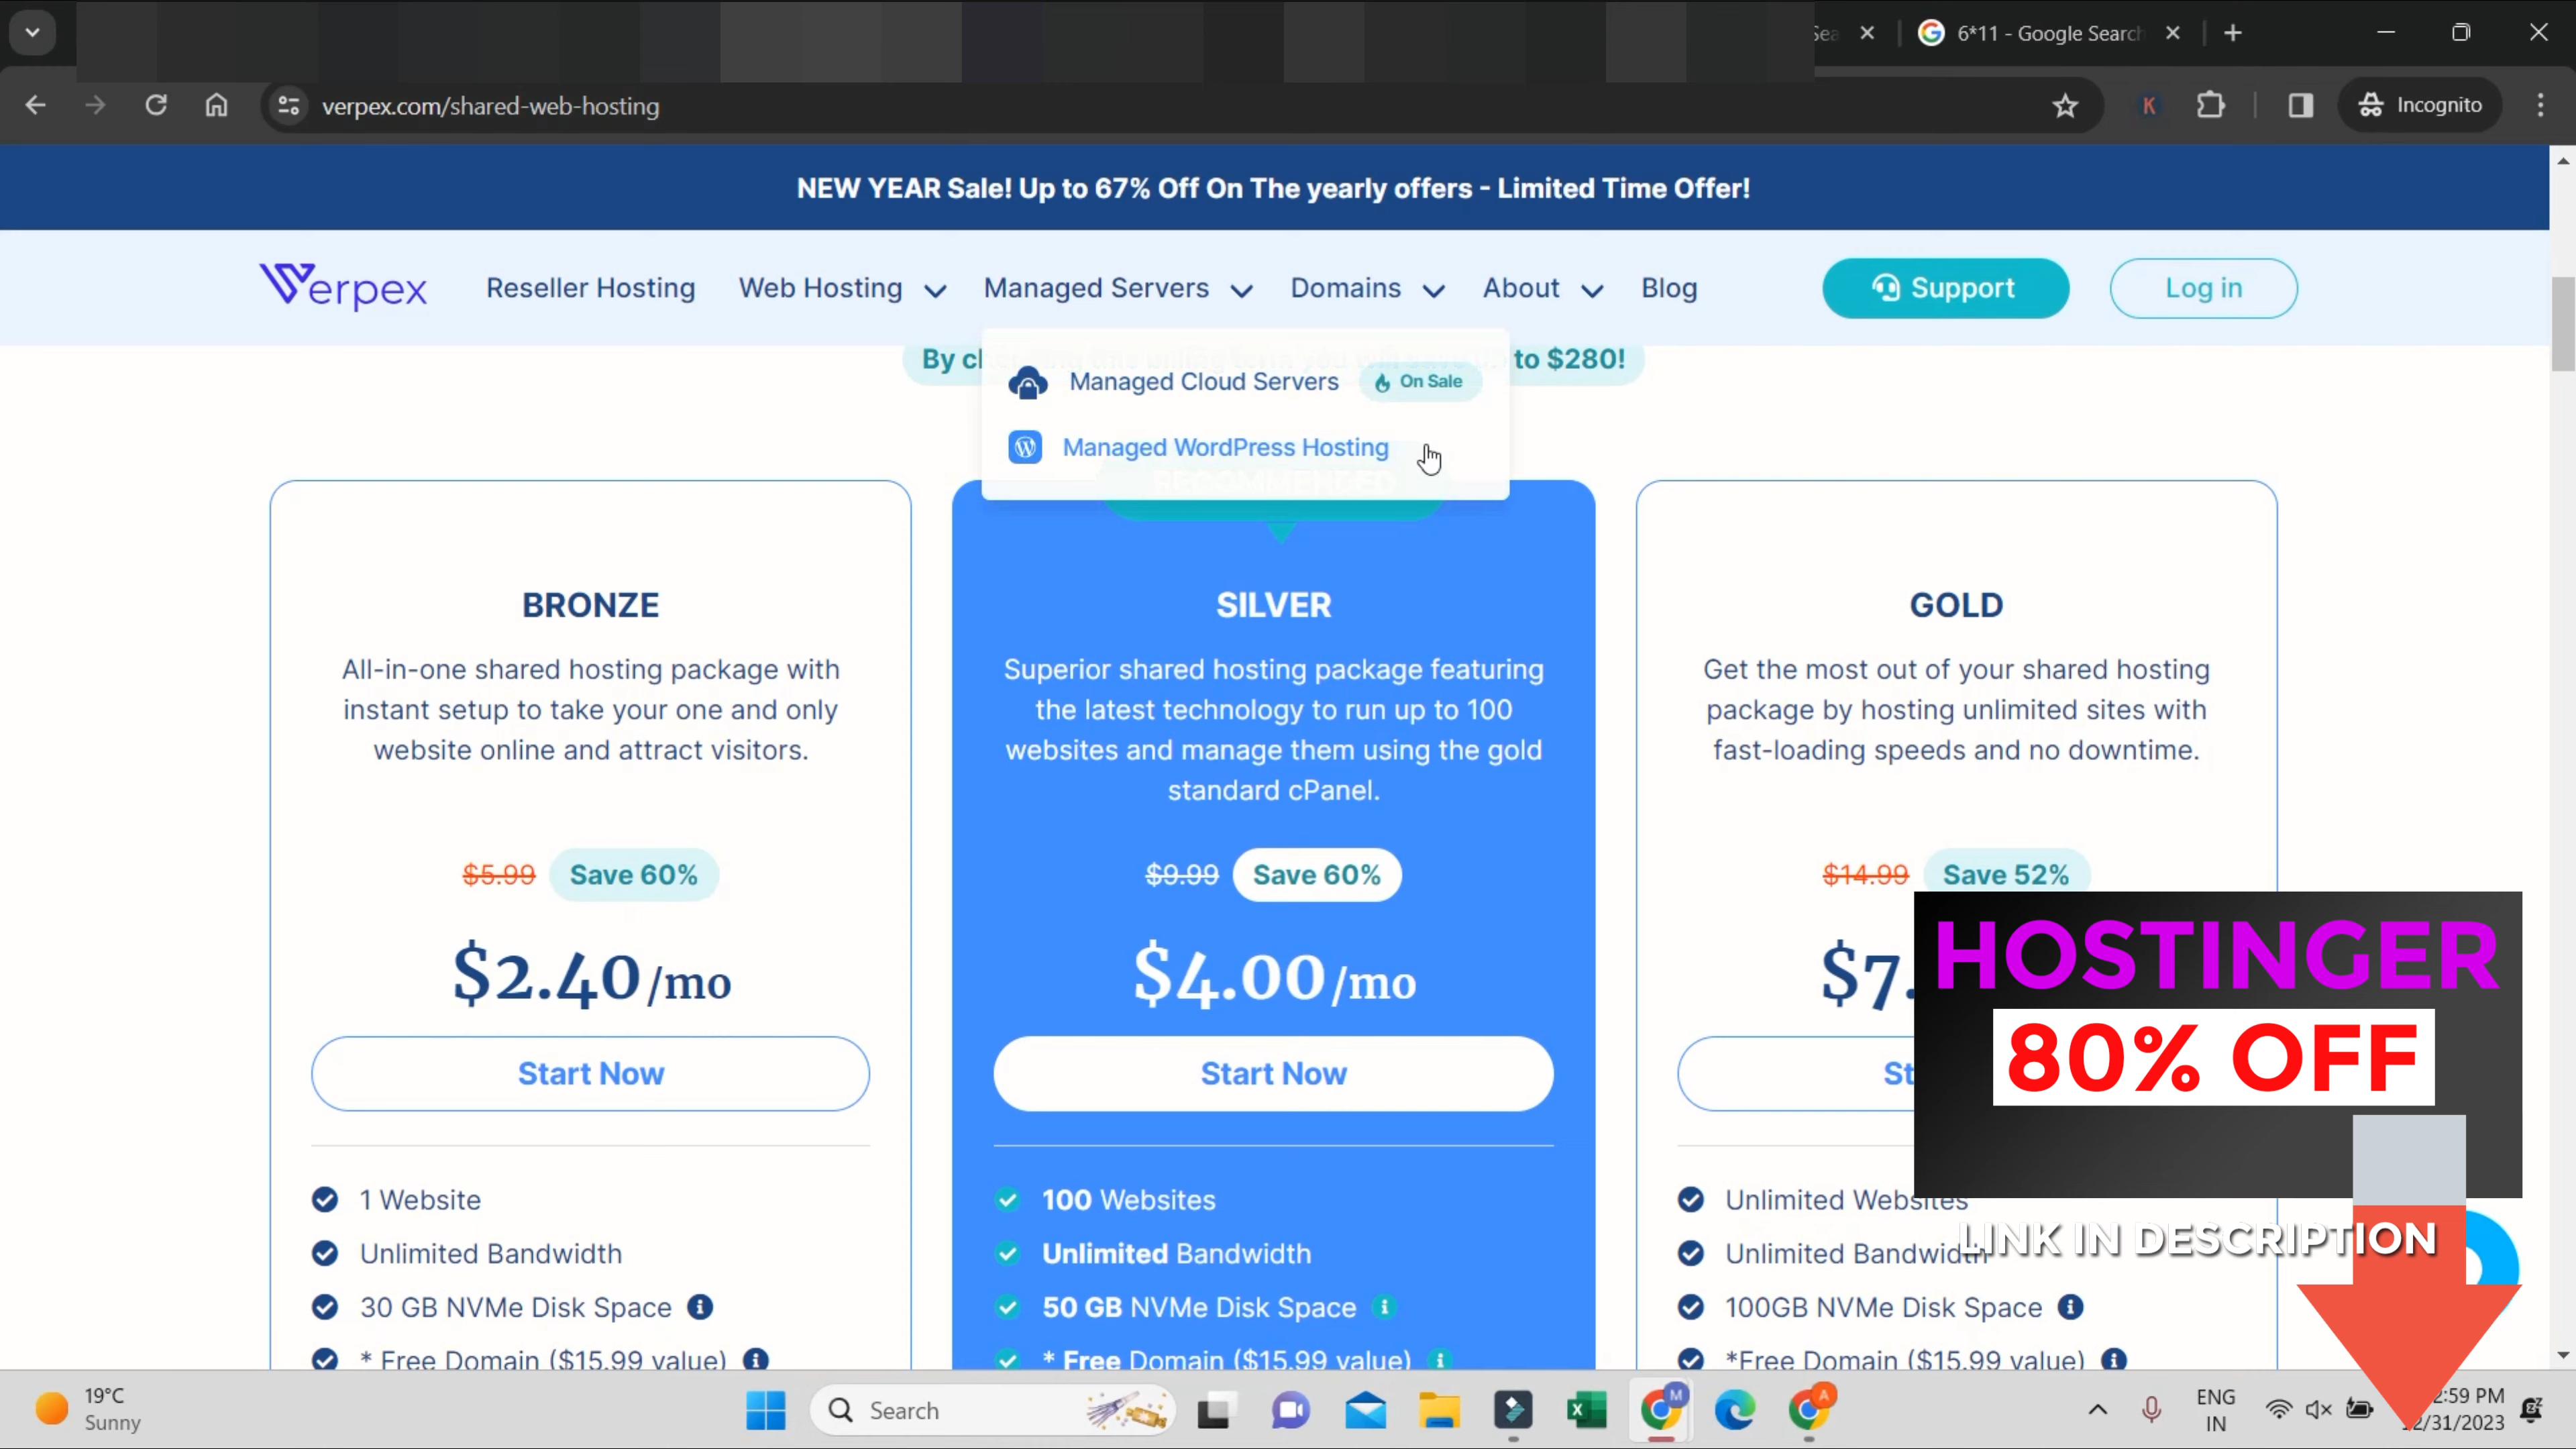 6*11 - Google Search
verpex.com/shared-web-hosting
K
Incognito
NEW YEAR Sale! Up to 67% Off On The yearly offers - Limited Time Offer!
Verpex
Reseller Hosting
Web Hosting
Managed Servers
Domains
About
Blog
Support
Log in
to $280!
Managed Cloud Servers
On Sale
Managed WordPress Hosting
BRONZE
All-in-one shared hosting package with
instant setup to take your one and only
website online and attract visitors.
$5.99
Save 60%
$2.40/mo
Start Now
1 Website
Unlimited Bandwidth
30 GB NVMe Disk Space
* Free Domain ($15.99 value)
SILVER
Superior shared hosting package featuring
the latest technology to run up to 100
websites and manage them using the gold
standard cPanel.
$9.99
Save 60%
$4.00/mo
Start Now
100 Websites
Unlimited Bandwidth
50 GB NVMe Disk Space
* Free Domain ($15.99 value)
GOLD
Get the most out of your shared hosting
package by hosting unlimited sites with
fast-loading speeds and no downtime.
$14.99
Save 52%
$7.
Unlimited Websites
Unlimited Bandwidth
100GB NVMe Disk Space
*Free Domain ($15.99 value)
HOSTINGER
80% OFF
LINK IN DESCRIPTION
19°C
Sunny
Search
M
A
ENG
IN
:59 PM
/31/2023